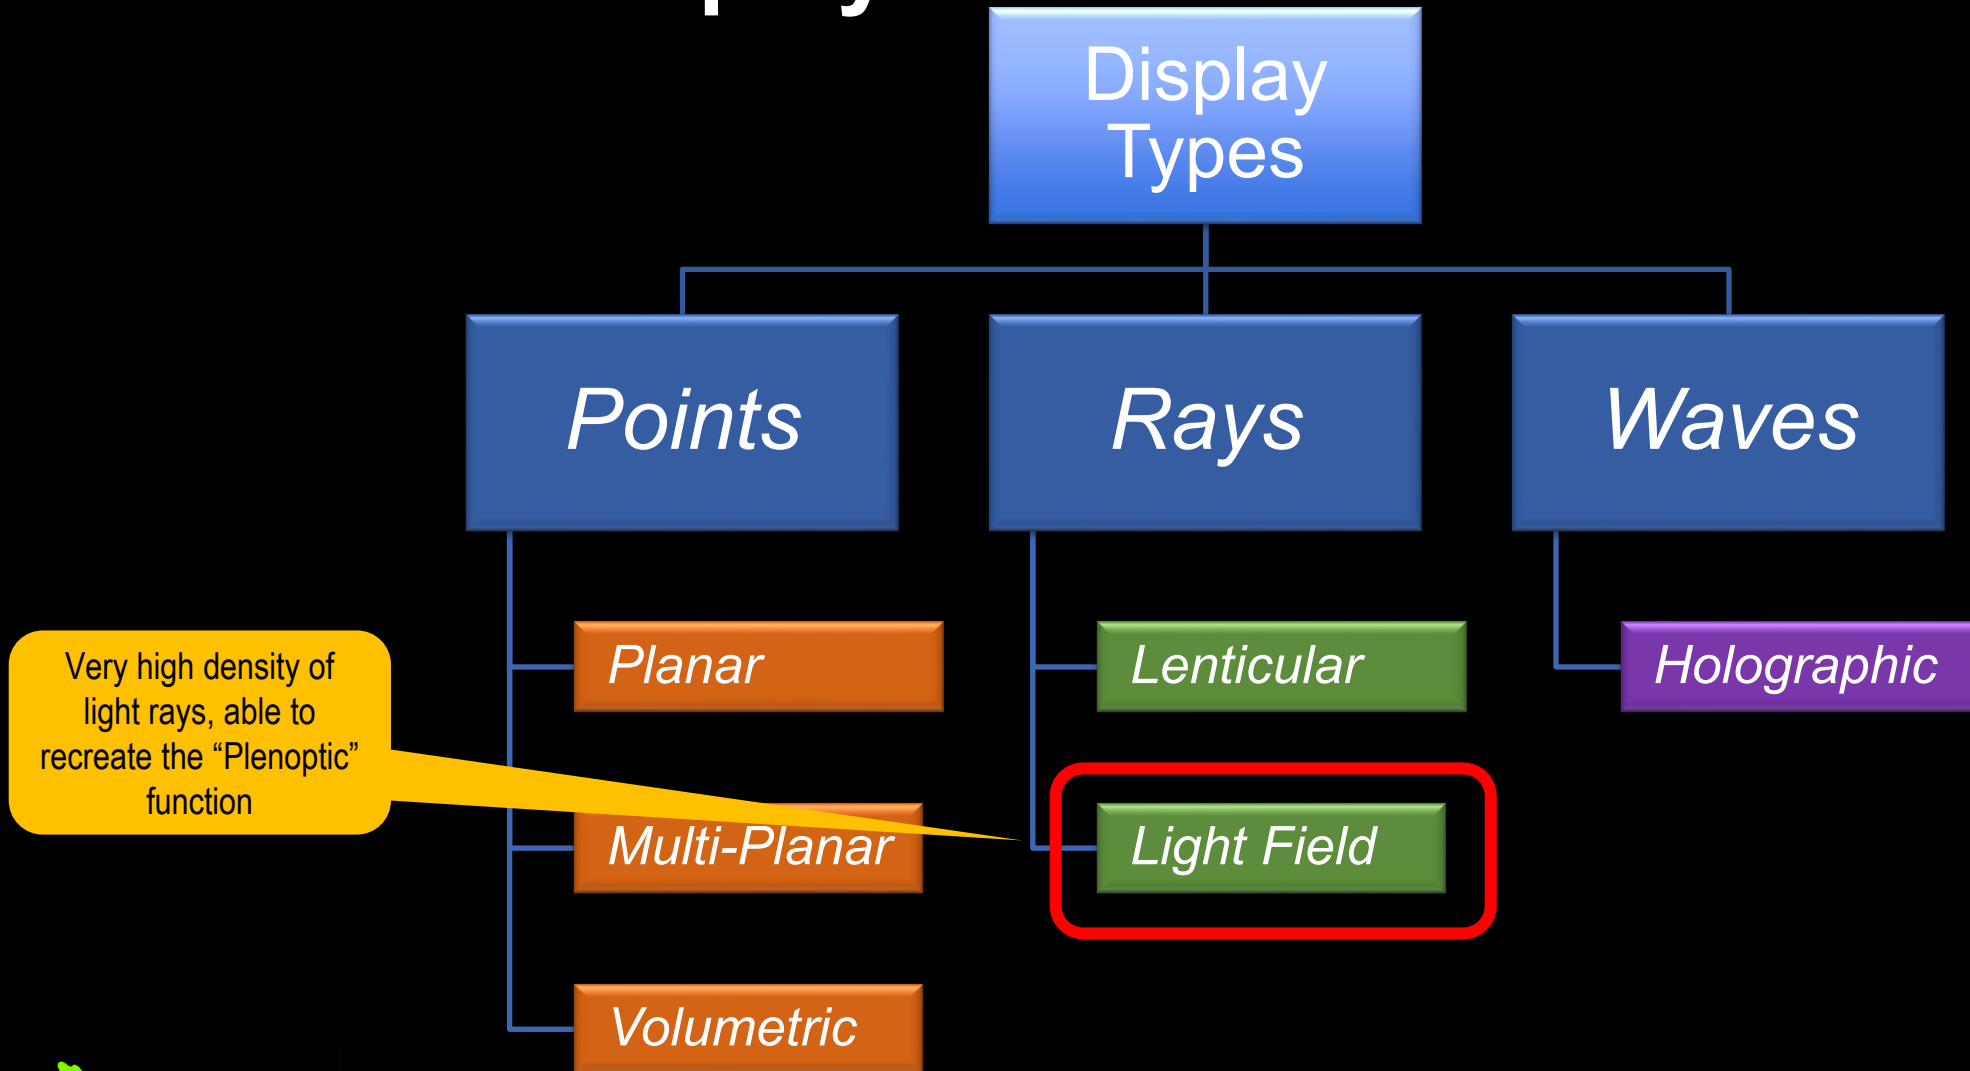 Display
Types
Points
Rays
Waves
Planar
Lenticular
Holographic
Very high density of
light rays, able to
recreate the “Plenoptic”
function
Multi-Planar
Light Field
Volumetric